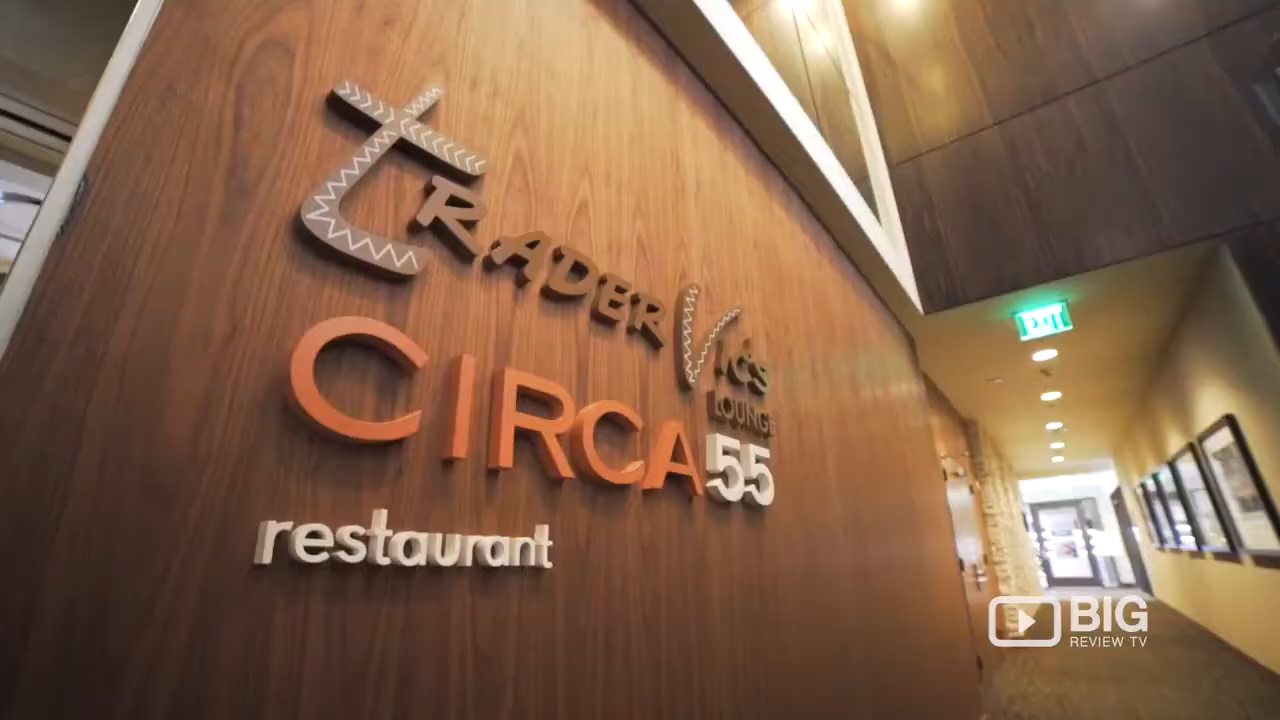 trader Vic's
LOUNGE
CIRCA 55
restaurant
EXIT
BIG
REVIEW TV